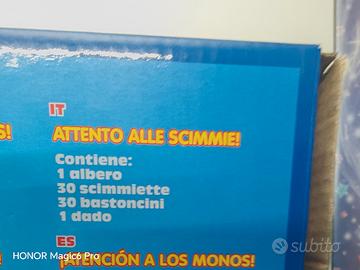 IT
S!
ATTENTO ALLE SCIMMIE!
Contiene:
1 albero
30 scimmiette
30 bastoncini
1 dado
ES
¡ATENCIÓN A LOS MONOS!
HONOR Magic6 Pro
subito